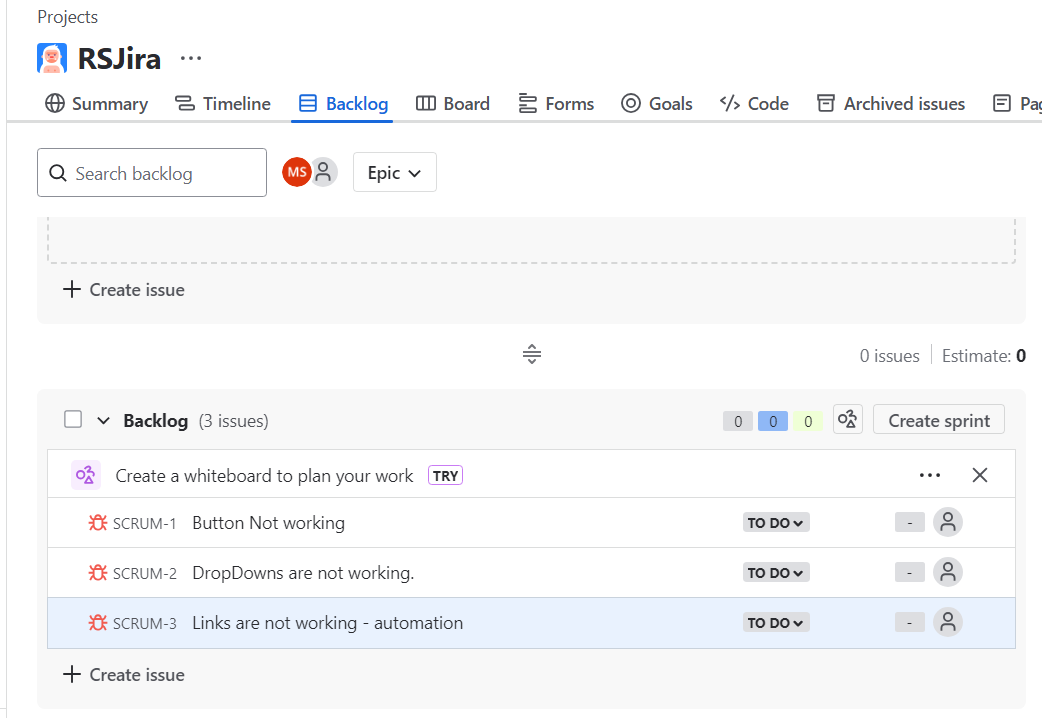 Projects
RSJira ...
Summary Timeline Backlog Board Forms Goals Code Archived issues Pag
Search backlog MS Epic
Create issue
0 issues Estimate: 0
Backlog (3 issues) 0 0 0 Create sprint
Create a whiteboard to plan your work TRY ...
SCRUM-1 Button Not working TO DO -
SCRUM-2 DropDowns are not working. TO DO -
SCRUM-3 Links are not working - automation TO DO -
Create issue